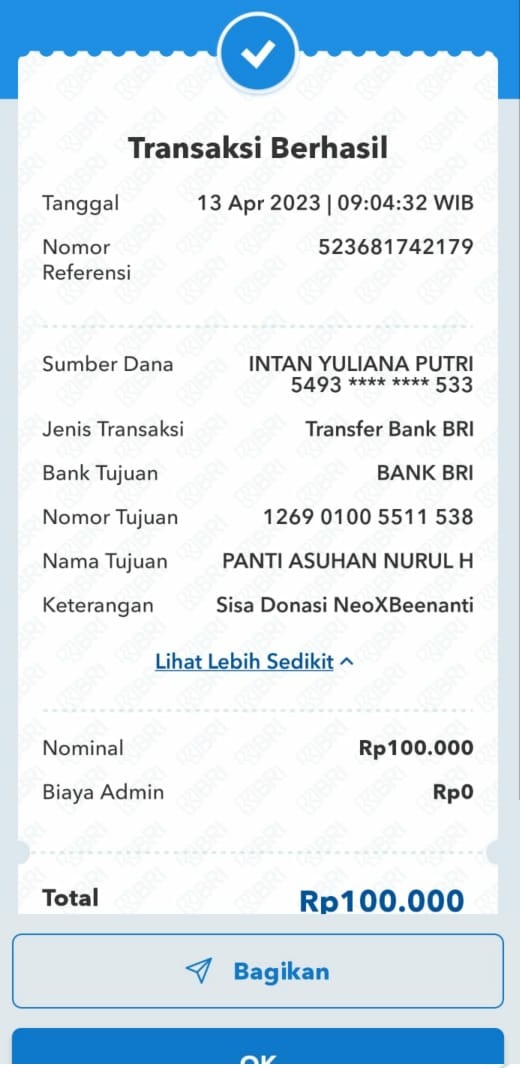 Transaksi Berhasil
Tanggal 13 Apr 2023 | 09:04:32 WIB
Nomor Referensi 523681742179
Sumber Dana INTAN YULIANA PUTRI
5493 **** **** 533
Jenis Transaksi Transfer Bank BRI
Bank Tujuan BANK BRI
Nomor Tujuan 1269 0100 5511 538
Nama Tujuan PANTI ASUHAN NURUL H
Keterangan Sisa Donasi NeoXBeenanti
Lihat Lebih Sedikit
Nominal Rp100.000
Biaya Admin Rp0
Total Rp100.000
Bagikan
OK